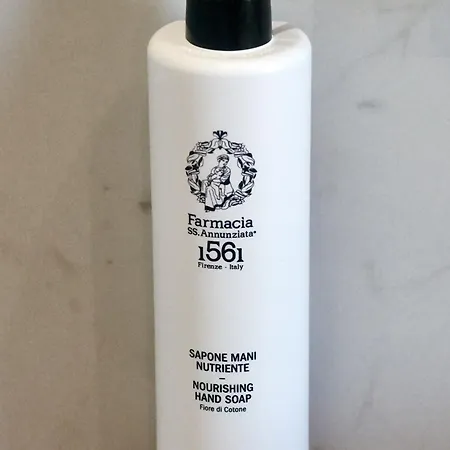 Farmacia
SS. Annunziata®
1561
Firenze - Italy
SAPONE MANI
NUTRIENTE
–
NOURISHING
HAND SOAP
Fiore di Cotone